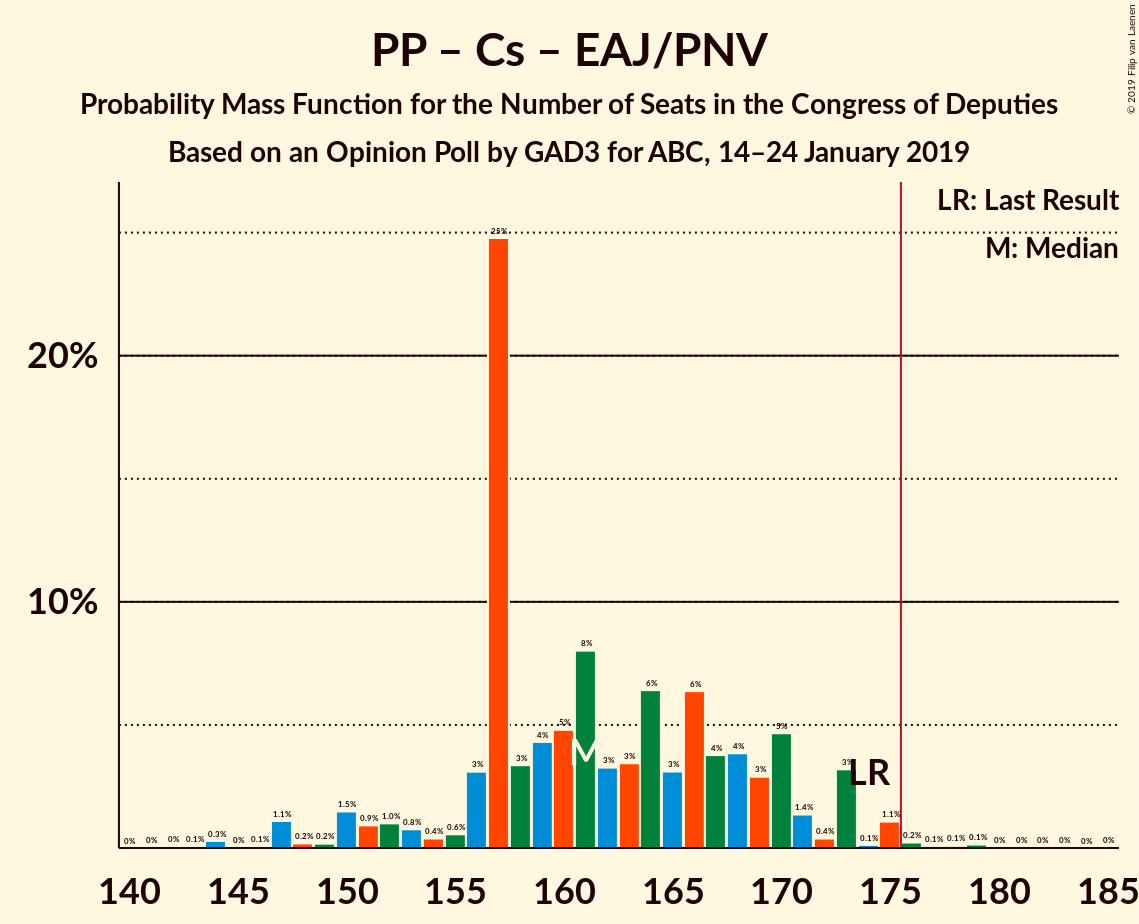 PP – Cs – EAJ/PNV
Probability Mass Function for the Number of Seats in the Congress of Deputies
Based on an Opinion Poll by GAD3 for ABC, 14–24 January 2019
© 2019 Filip van Laenen
LR: Last Result
M: Median
20%
10%
0% 0% 0% 0.1% 0.3% 0% 0.1% 1.1% 0.2% 0.2% 1.5% 0.9% 1.0% 0.8% 0.4% 0.6% 3% 25% 3% 4% 5% 8% 3% 3% 6% 3% 6% 4% 4% 3% 5% 1.4% 0.4% 3% 0.1% 1.1% 0.2% 0.1% 0.1% 0.1% 0% 0% 0% 0% 0% 0%
M
LR
140 145 150 155 160 165 170 175 180 185